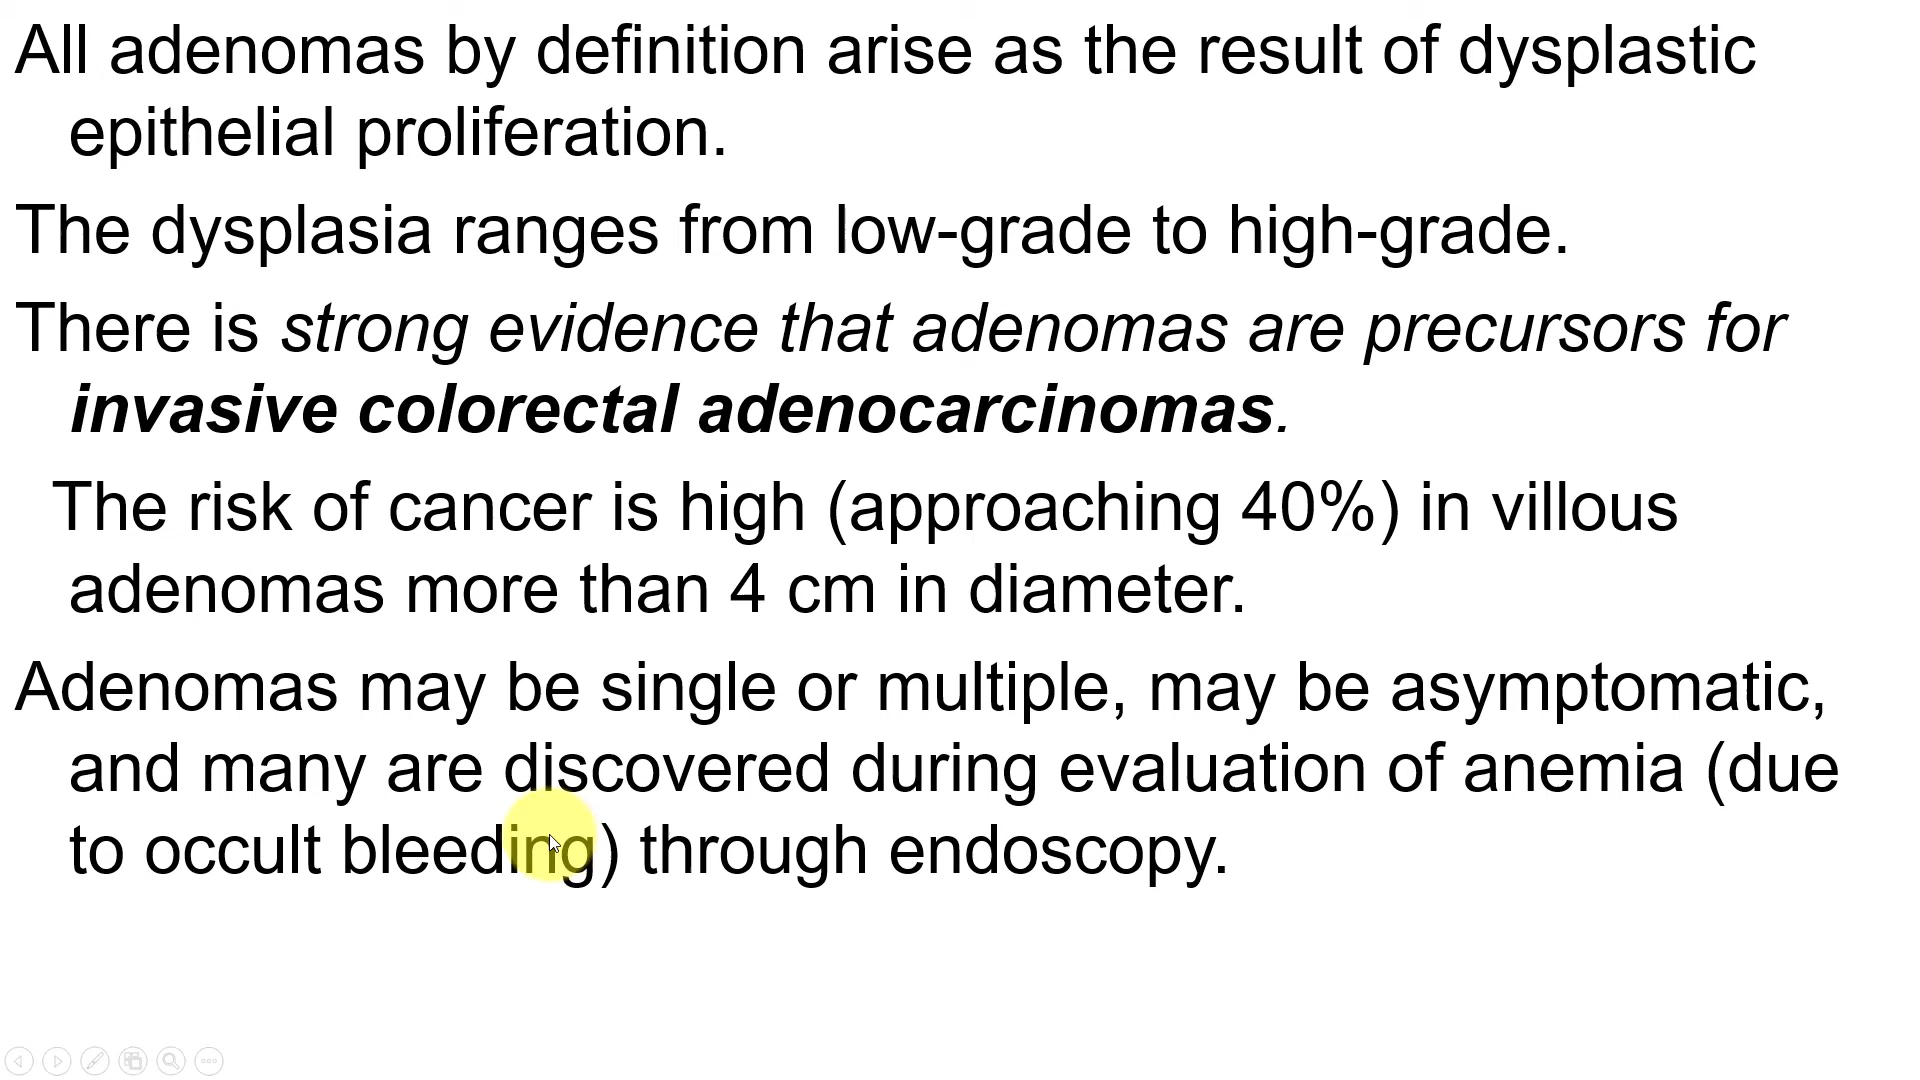 All adenomas by definition arise as the result of dysplastic
epithelial proliferation.
The dysplasia ranges from low-grade to high-grade.
There is strong evidence that adenomas are precursors for
invasive colorectal adenocarcinomas.
The risk of cancer is high (approaching 40%) in villous
adenomas more than 4 cm in diameter.
Adenomas may be single or multiple, may be asymptomatic,
and many are discovered during evaluation of anemia (due
to occult bleeding) through endoscopy.